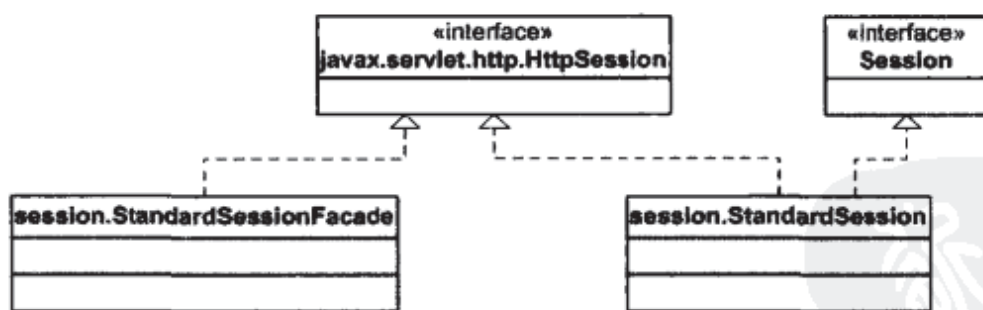 «interface»
javax.servlet.http.HttpSession
«interface»
Session
session.StandardSessionFacade
session.StandardSession